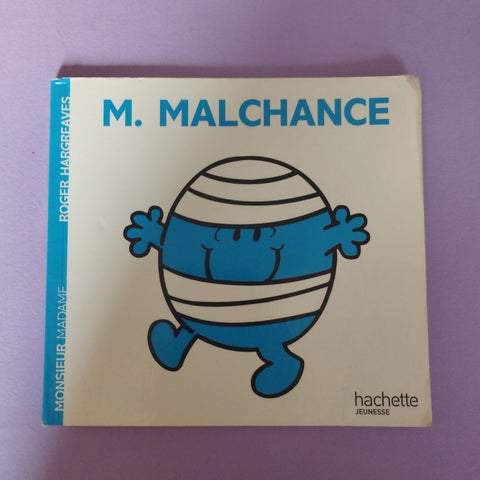 M. MALCHANCE
MONSIEUR MADAME ROGER HARGREAVES
hachette
JEUNESSE